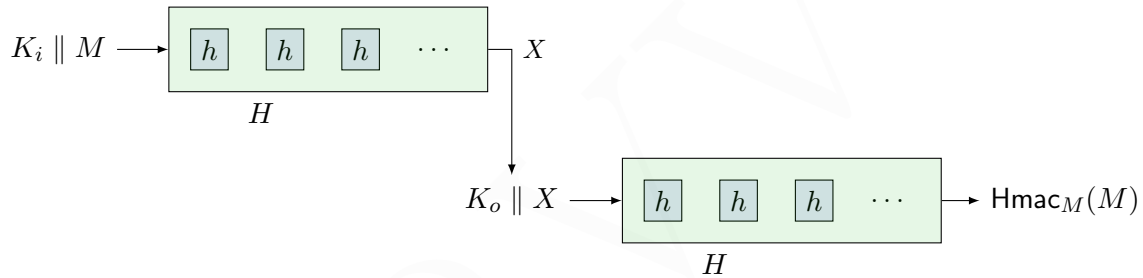 K_i ∥ M h h h ··· X
H
K_o ∥ X h h h ··· Hmac_M(M)
H